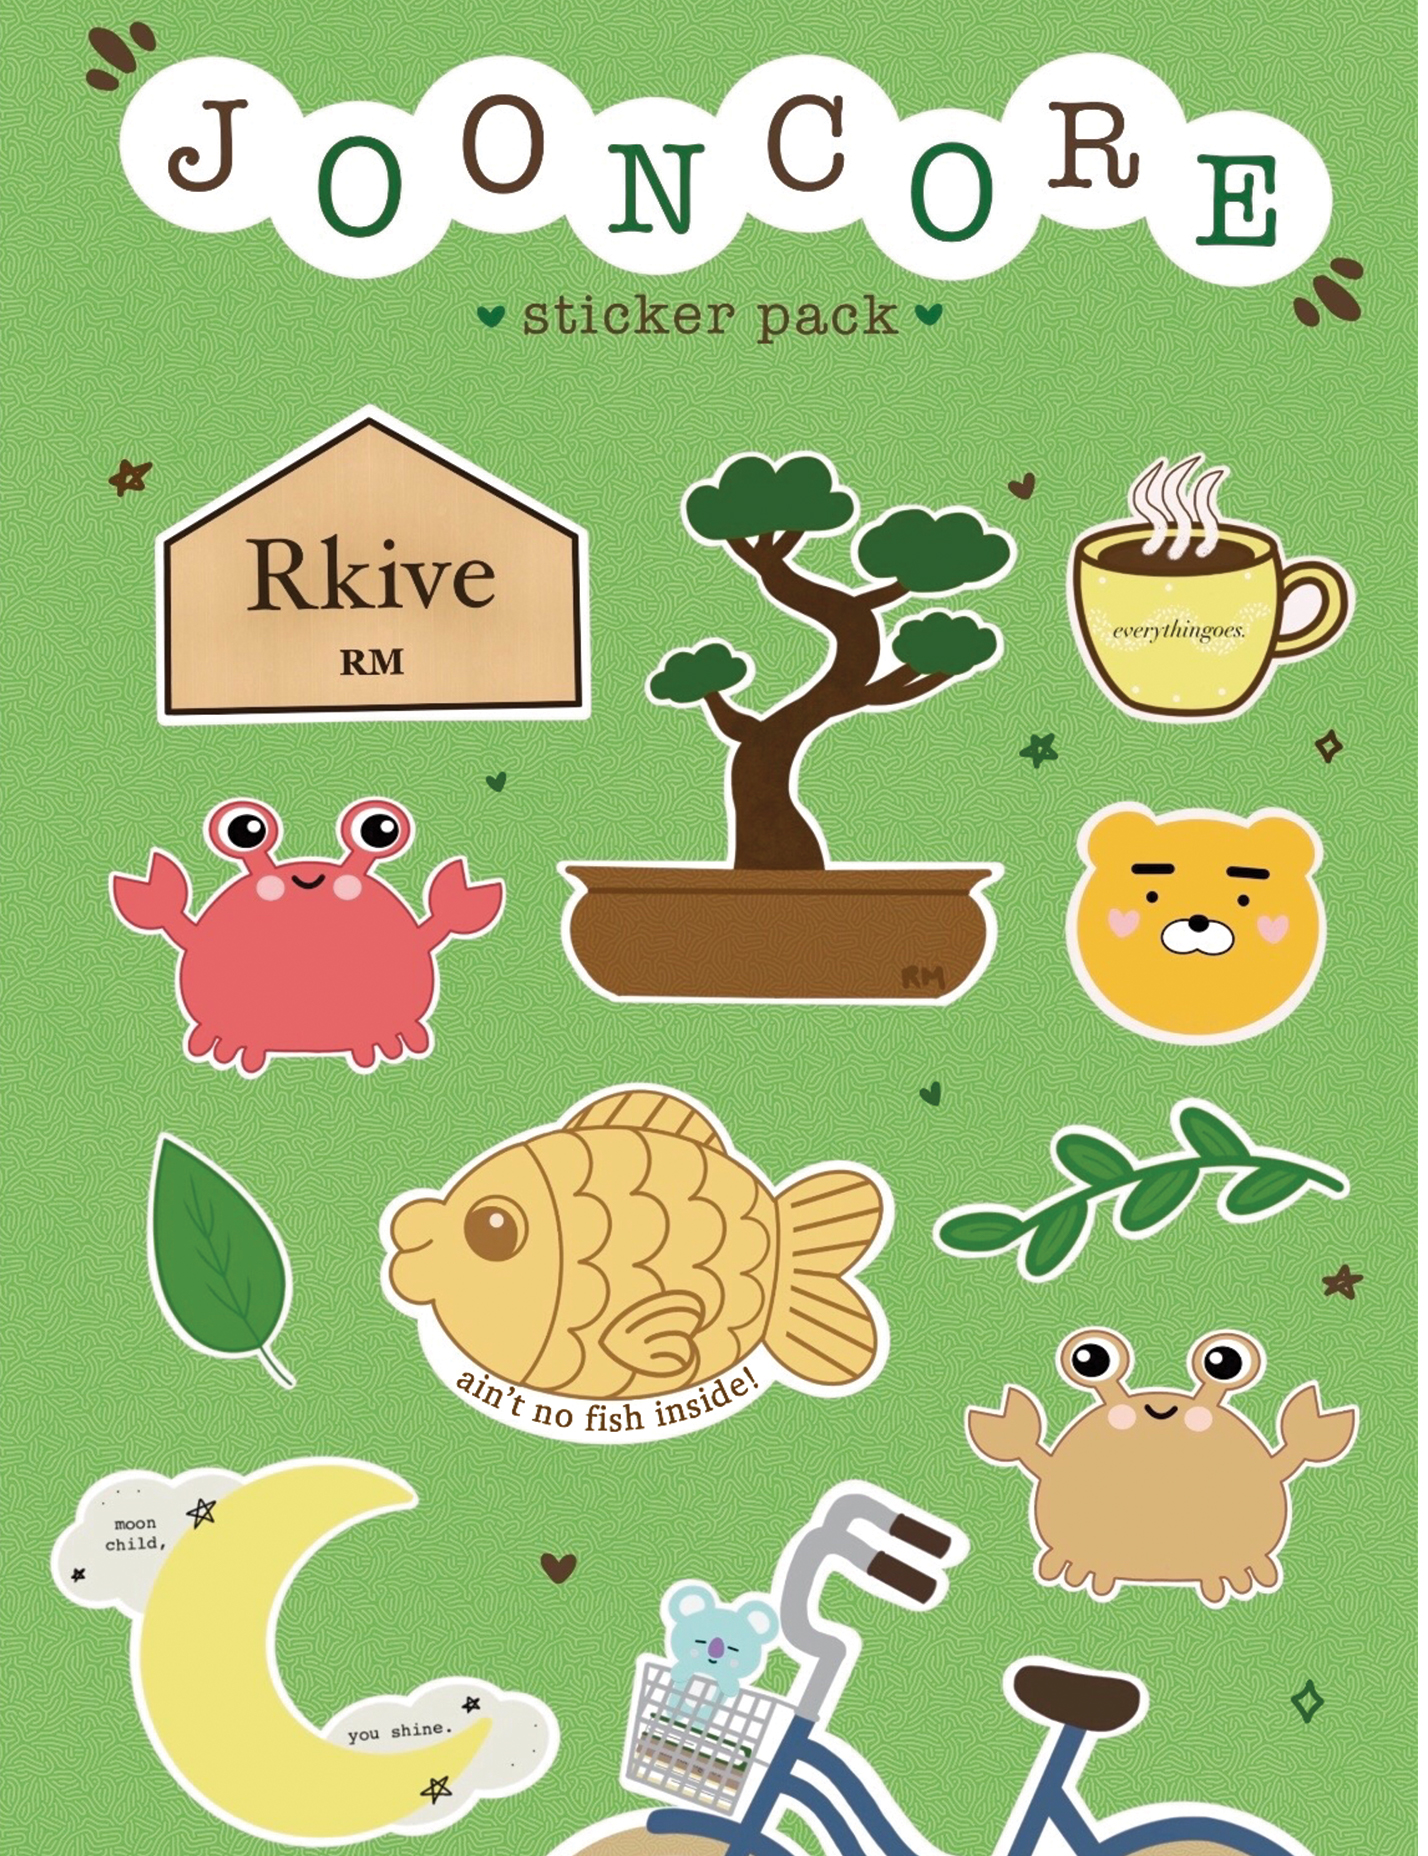 JOONCORE
sticker pack
Rkive
RM
everythingoes.
RM
ain't no fish inside!
moon
child,
you shine.